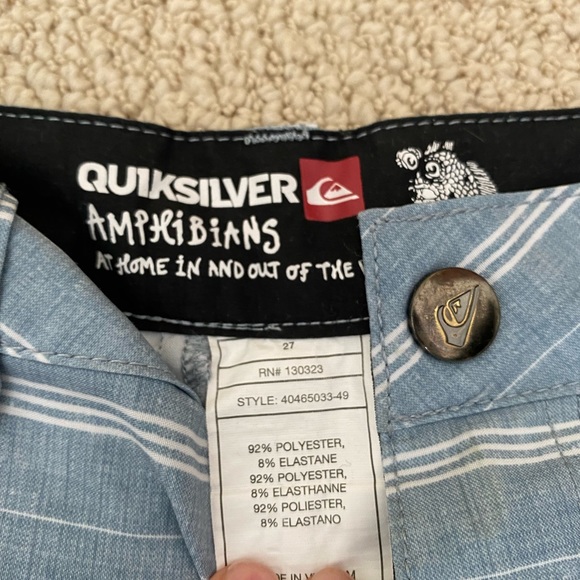 QUIKSILVER
AMPHIBIANS
AT HOME IN AND OUT OF THE
27
RN# 130323
STYLE: 40465033-49
92% POLYESTER,
8% ELASTANE
92% POLYESTER,
8% ELASTHANNE
92% POLIESTER,
8% ELASTANO
IN